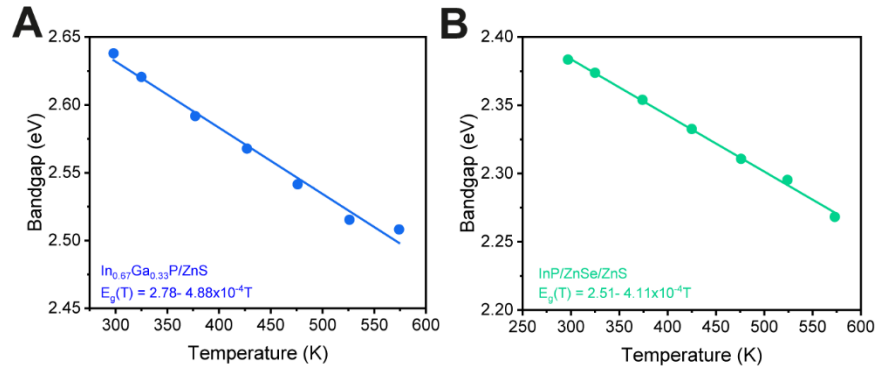 A
2.65
2.60
2.55
2.50
2.45
Bandgap (eV)
300 350 400 450 500 550 600
Temperature (K)
In0.67Ga0.33P/ZnS
Eg(T) = 2.78- 4.88x10-4T
B
2.40
2.35
2.30
2.25
2.20
Bandgap (eV)
250 300 350 400 450 500 550 600
Temperature (K)
InP/ZnSe/ZnS
Eg(T) = 2.51- 4.11x10-4T